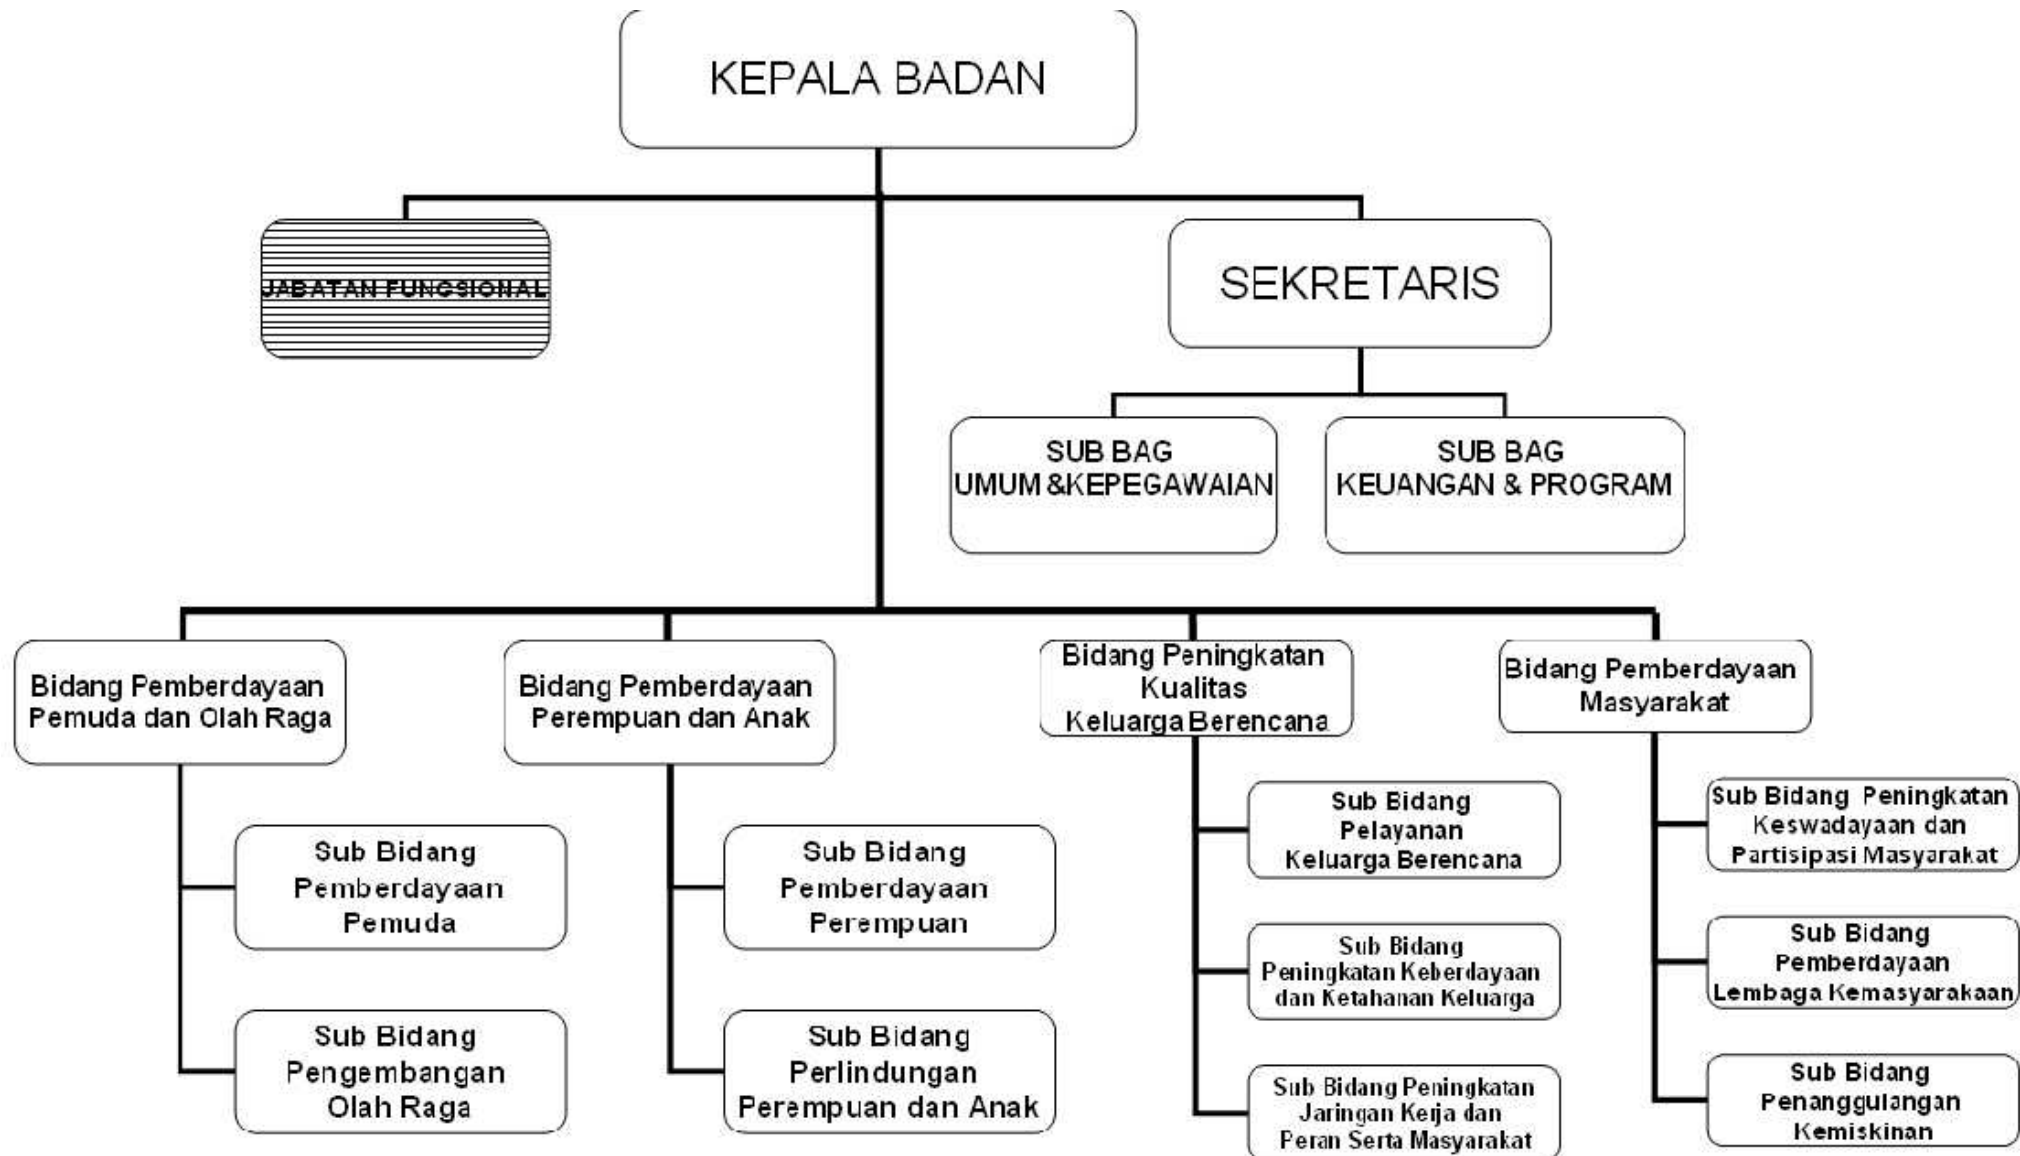 KEPALA BADAN
JABATAN FUNGSIONAL
SEKRETARIS
SUB BAG
UMUM &KEPEGAWAIAN
SUB BAG
KEUANGAN & PROGRAM
Bidang Pemberdayaan
Pemuda dan Olah Raga
Bidang Pemberdayaan
Perempuan dan Anak
Bidang Peningkatan
Kualitas
Keluarga Berencana
Bidang Pemberdayaan
Masyarakat
Sub Bidang
Pemberdayaan
Pemuda
Sub Bidang
Pengembangan
Olah Raga
Sub Bidang
Pemberdayaan
Perempuan
Sub Bidang
Perlindungan
Perempuan dan Anak
Sub Bidang
Pelayanan
Keluarga Berencana
Sub Bidang
Peningkatan Keberdayaan
dan Ketahanan Keluarga
Sub Bidang Peningkatan
Jaringan Kerja dan
Peran Serta Masyarakat
Sub Bidang Peningkatan
Keswadayaan dan
Partisipasi Masyarakat
Sub Bidang
Pemberdayaan
Lembaga Kemasyarakaan
Sub Bidang
Penanggulangan
Kemiskinan